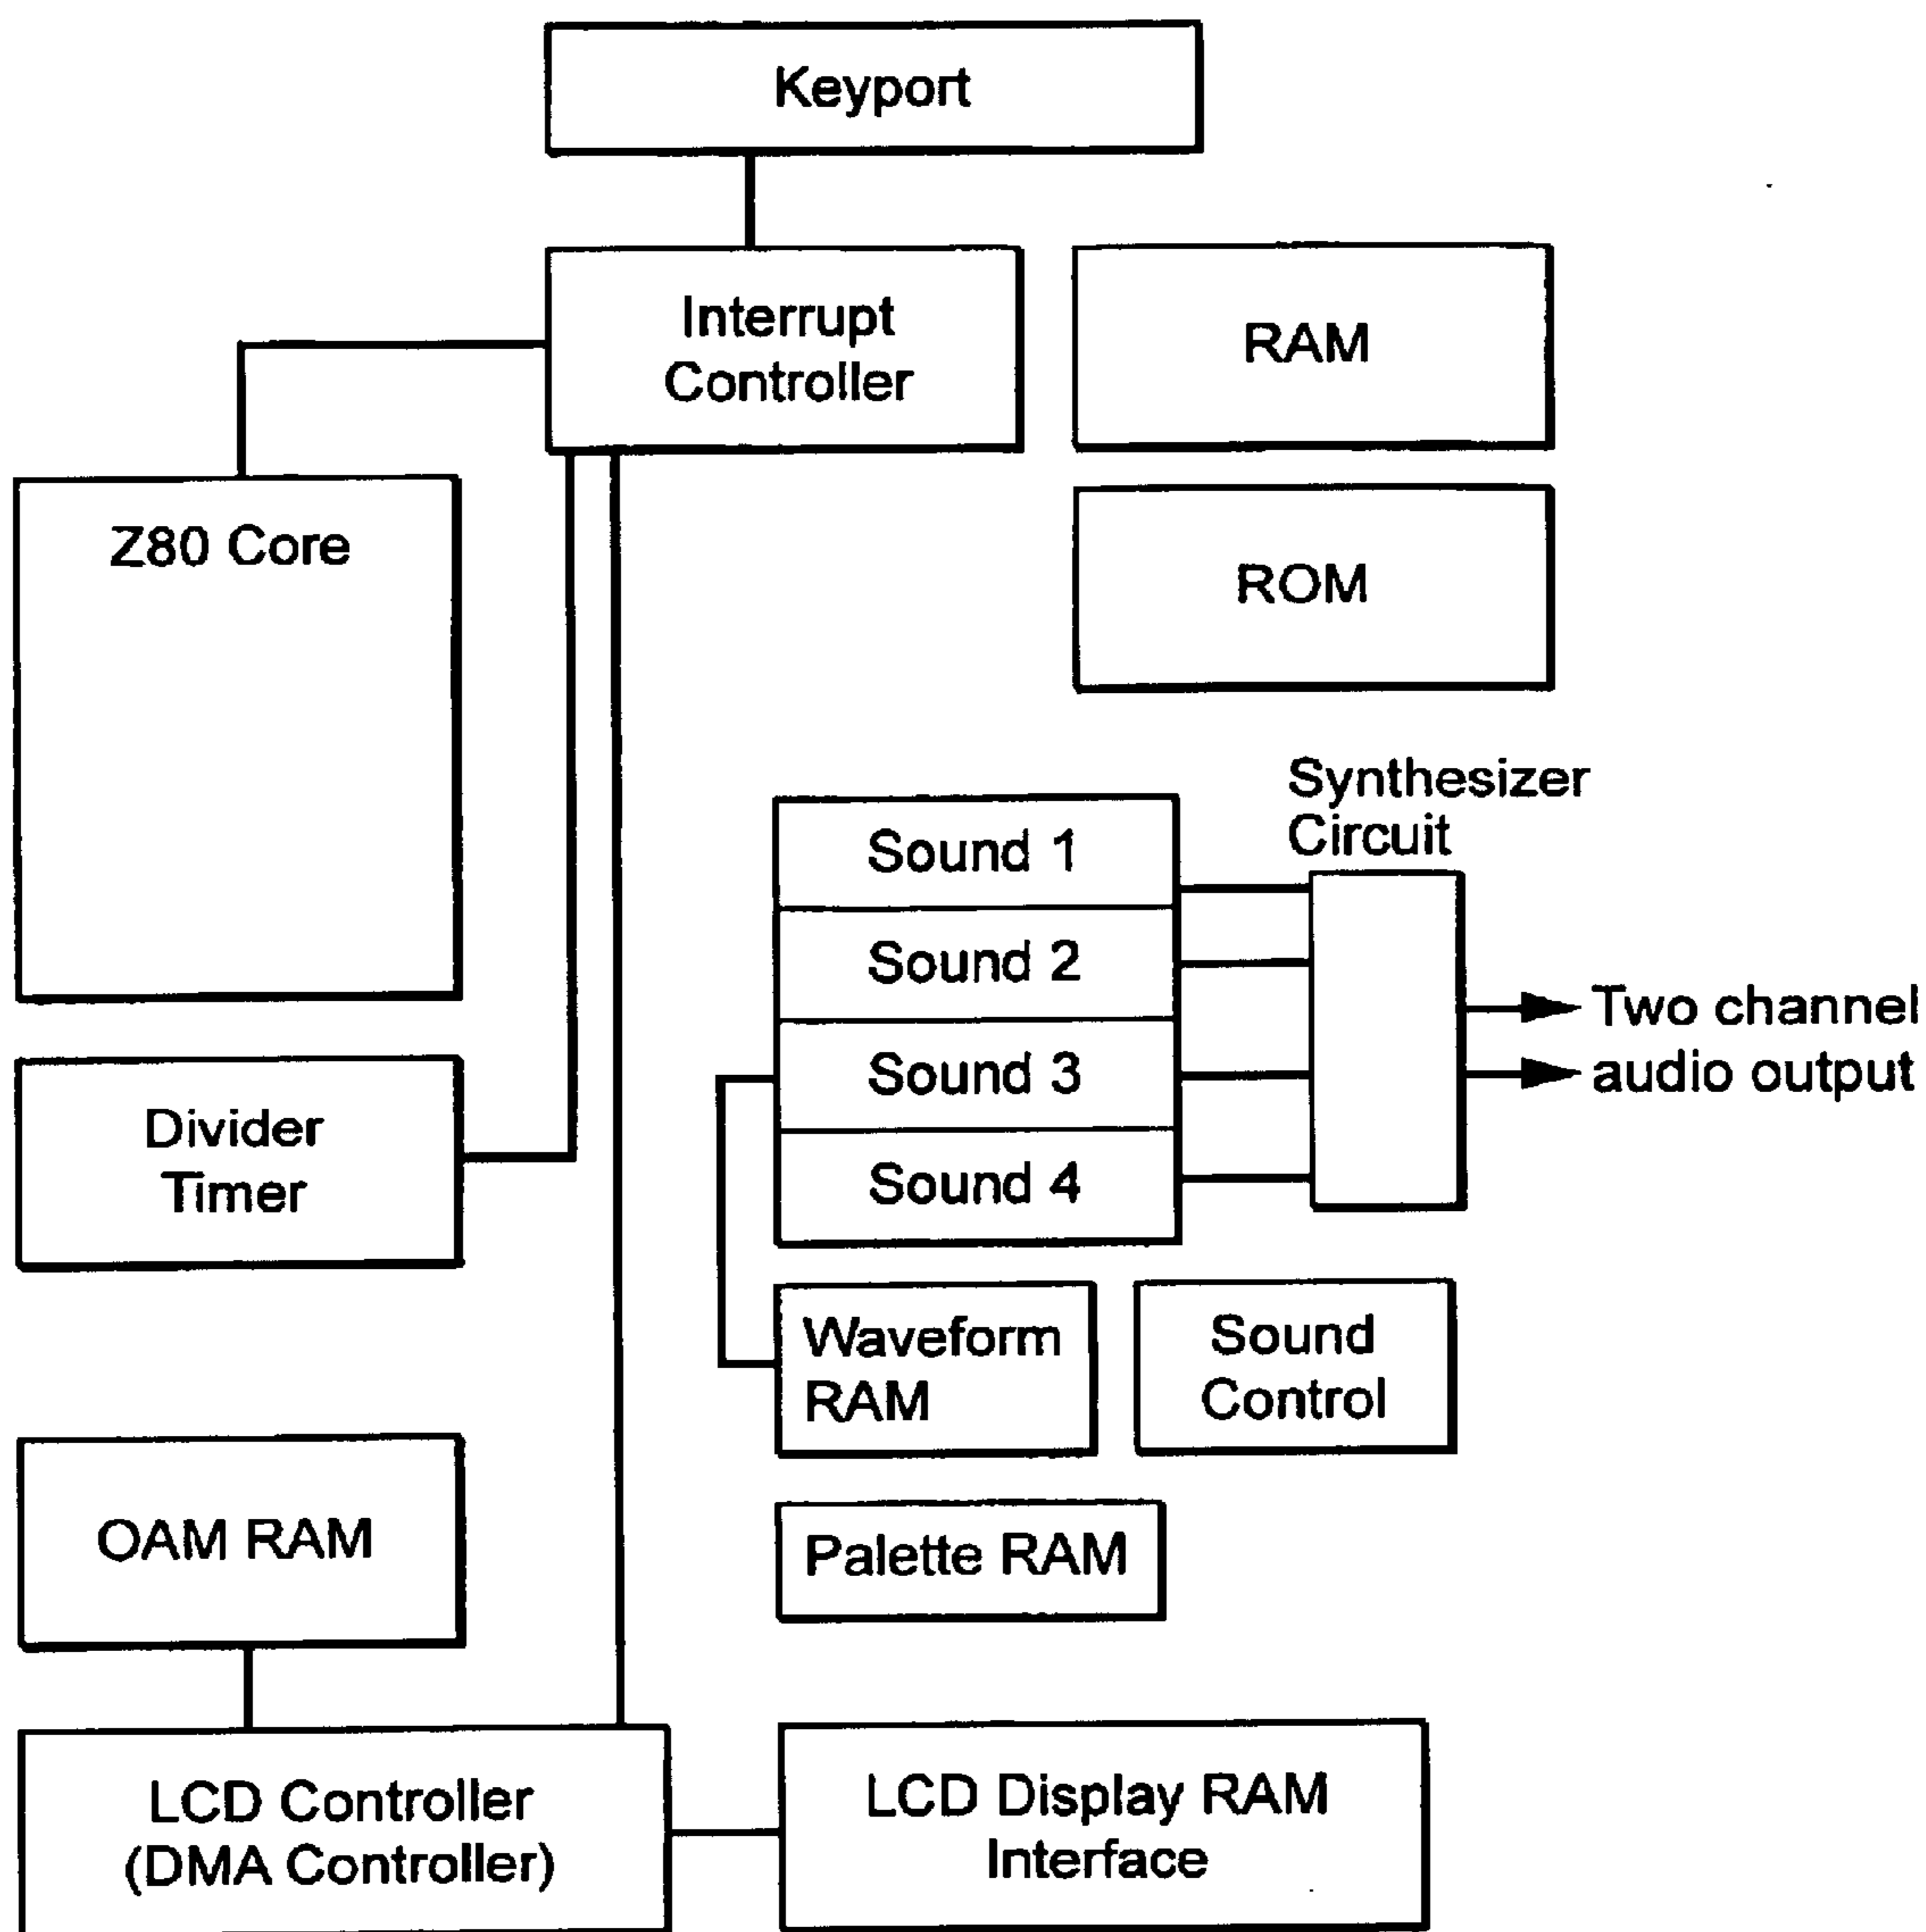 Keyport
Interrupt
Controller
RAM
Z80 Core
ROM
Synthesizer
Circuit
Sound 1
Sound 2
Sound 3
Sound 4
Two channel
audio output
Divider
Timer
Waveform
RAM
Sound
Control
OAM RAM
Palette RAM
LCD Controller
(DMA Controller)
LCD Display RAM
Interface